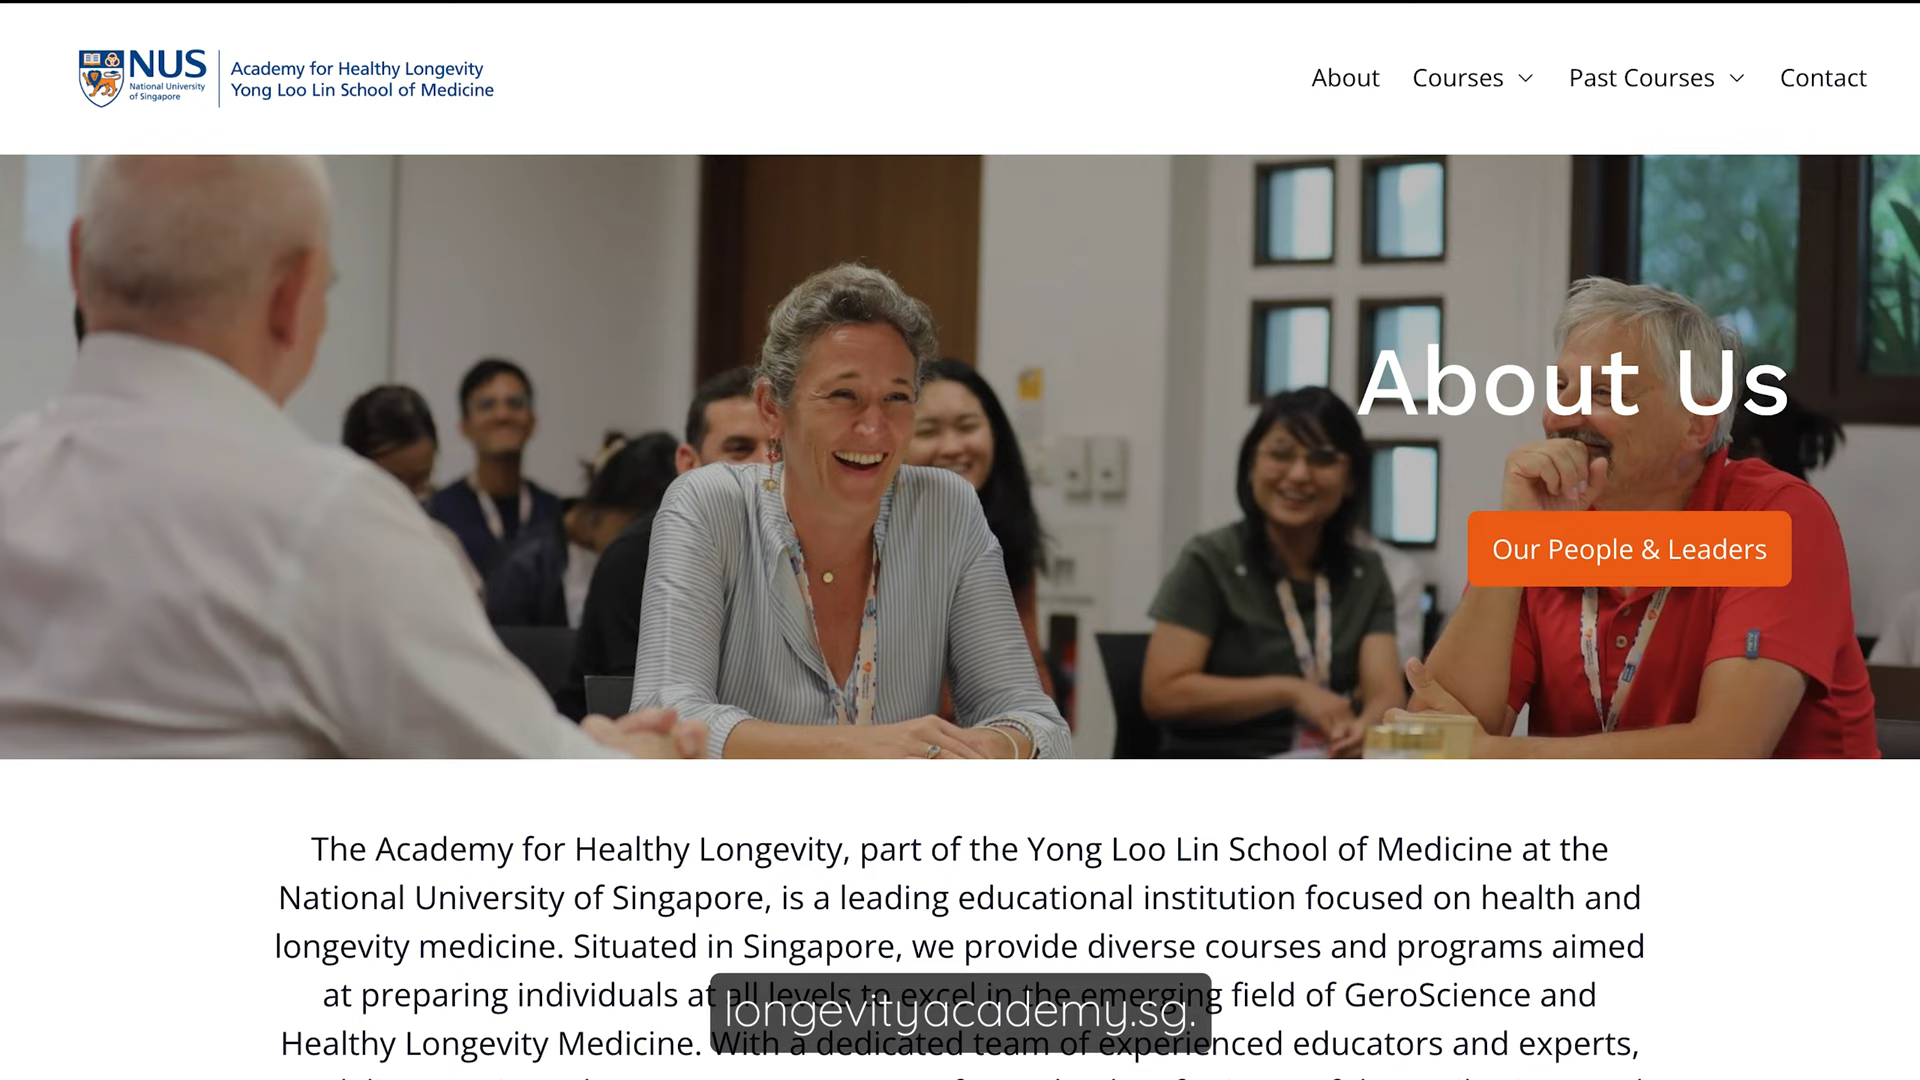 NUS
National University
of Singapore
Academy for Healthy Longevity
Yong Loo Lin School of Medicine
About
Courses
Past Courses
Contact
About Us
Our People & Leaders
The Academy for Healthy Longevity, part of the Yong Loo Lin School of Medicine at the
National University of Singapore, is a leading educational institution focused on health and
longevity medicine. Situated in Singapore, we provide diverse courses and programs aimed
at preparing individuals at all levels to excel in the emerging field of GeroScience and
Healthy Longevity Medicine. With a dedicated team of experienced educators and experts,
longevityacademy.sg.